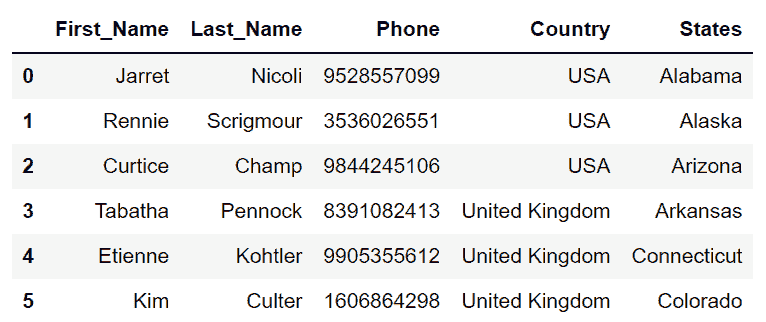 First_Name Last_Name Phone Country States
0 Jarret Nicoli 9528557099 USA Alabama
1 Rennie Scrigmour 3536026551 USA Alaska
2 Curtice Champ 9844245106 USA Arizona
3 Tabatha Pennock 8391082413 United Kingdom Arkansas
4 Etienne Kohtler 9905355612 United Kingdom Connecticut
5 Kim Culter 1606864298 United Kingdom Colorado